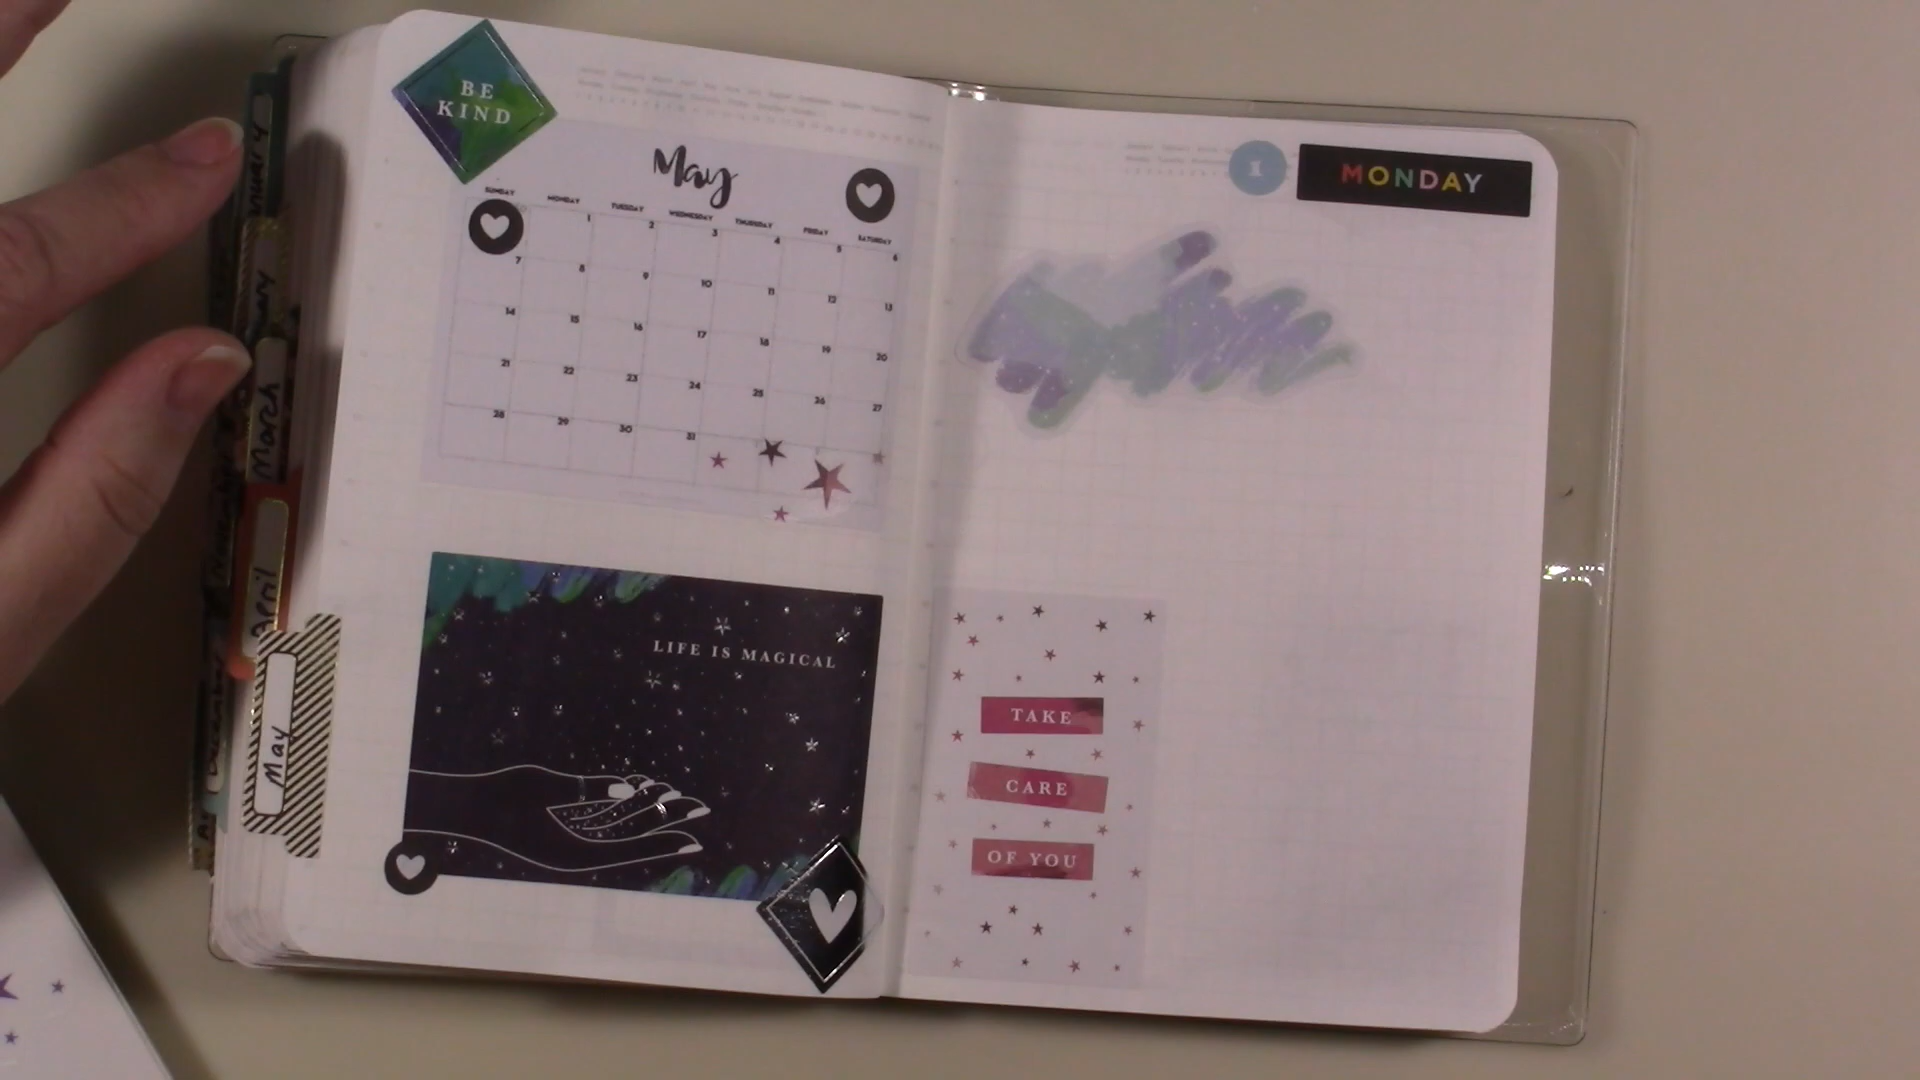 BE
KIND
May
SUNDAY MONDAY TUESDAY WEDNESDAY THURSDAY FRIDAY SATURDAY
1 2 3 4 5 6
7 8 9 10 11 12 13
14 15 16 17 18 19 20
21 22 23 24 25 26 27
28 29 30 31
LIFE IS MAGICAL
March
April
May
1 MONDAY
TAKE
CARE
OF YOU